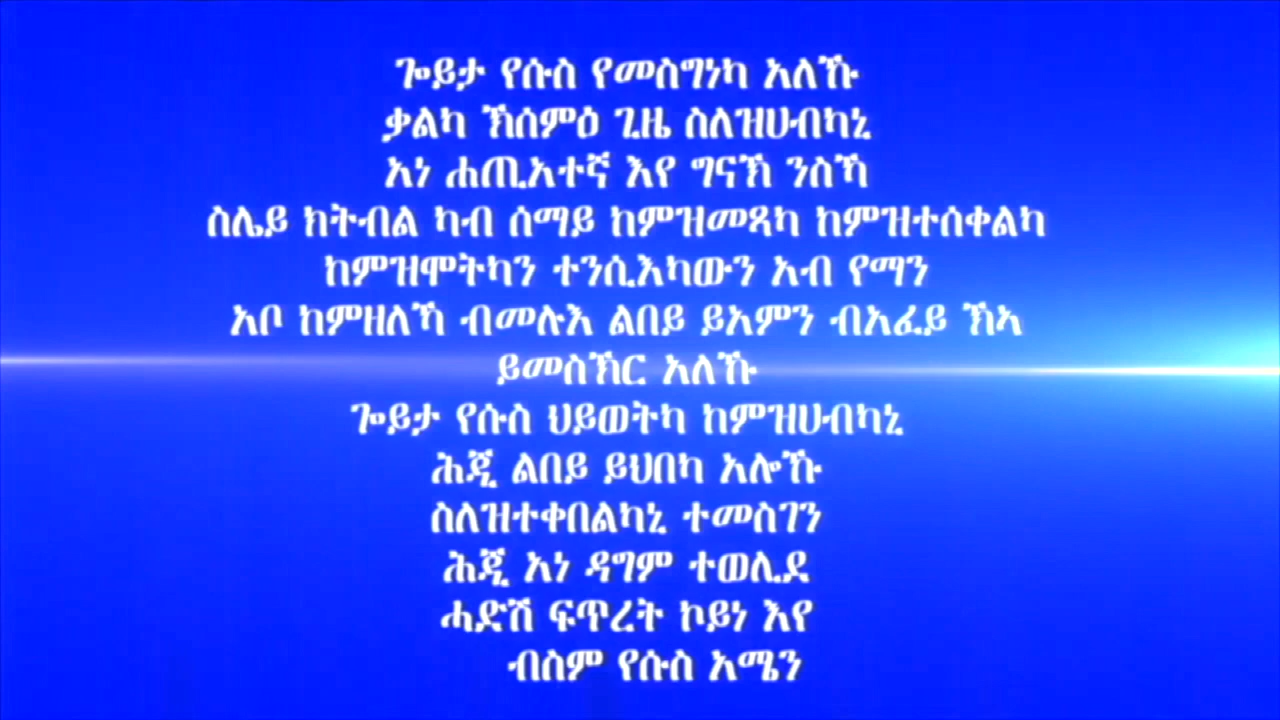 ጐይታ የሱስ የመስግነካ አለኹ
ቃልካ ኽሰምዕ ጊዜ ስለዝሀብካኒ
አነ ሐጢአተኛ እየ ግናኽ ንስኻ
ስሌይ ክትብል ካብ ሰማይ ከምዝመጻካ ከምዝተሰቀልካ
ከምዝሞትካን ተንሲእካውን አብ የማን
አቦ ከምዘለኻ ብመሉእ ልበይ ይአምን ብአፈይ ኽኣ
ይመስኽር አለኹ
ጐይታ የሱስ ህይወትካ ከምዝሀብካኒ
ሕጂ ልበይ ይህበካ አሎኹ
ስለዝተቀበልካኒ ተመስገን
ሕጂ አነ ዳግም ተወሊደ
ሓድሽ ፍጥረት ኮይነ እየ
ብስም የሱስ አሜን